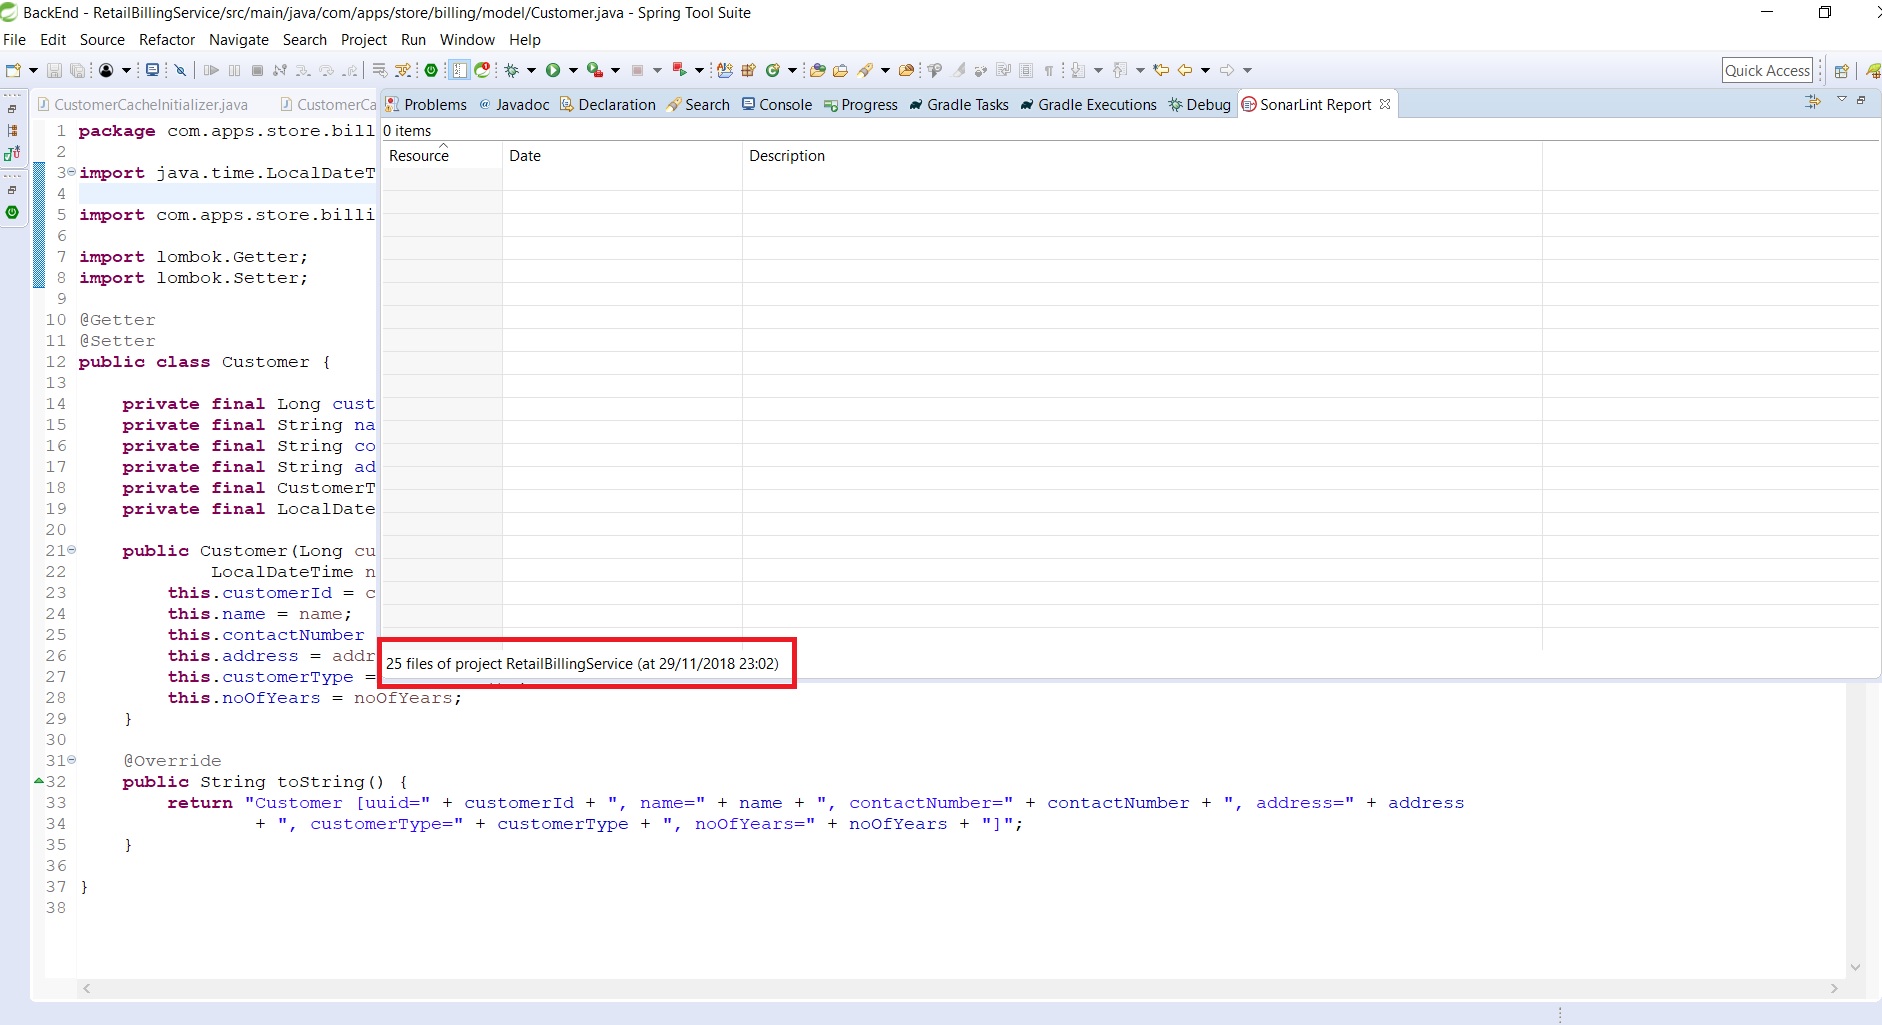 BackEnd - RetailBillingService/src/main/java/com/apps/store/billing/model/Customer.java - Spring Tool Suite
File Edit Source Refactor Navigate Search Project Run Window Help
Quick Access
CustomerCacheInitializer.java CustomerCa
Problems Javadoc Declaration Search Console Progress Gradle Tasks Gradle Executions Debug SonarLint Report
0 items
Resource Date Description
1 package com.apps.store.bill
2
3 import java.time.LocalDateT
4
5 import com.apps.store.billi
6
7 import lombok.Getter;
8 import lombok.Setter;
9
10 @Getter
11 @Setter
12 public class Customer {
13
14 private final Long cust
15 private final String na
16 private final String co
17 private final String ad
18 private final CustomerT
19 private final LocalDate
20
21 public Customer(Long cu
22 LocalDateTime n
23 this.customerId = c
24 this.name = name;
25 this.contactNumber
26 this.address = addr
25 files of project RetailBillingService (at 29/11/2018 23:02)
27 this.customerType =
28 this.noOfYears = noOfYears;
29 }
30
31 @Override
32 public String toString() {
33 return "Customer [uuid=" + customerId + ", name=" + name + ", contactNumber=" + contactNumber + ", address=" + address
34 + ", customerType=" + customerType + ", noOfYears=" + noOfYears + "]";
35 }
36
37 }
38